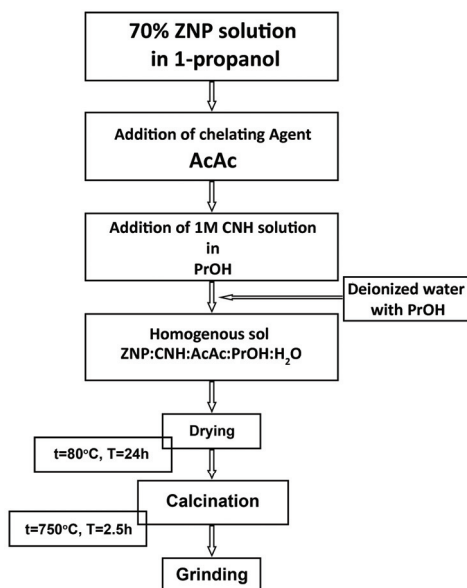 70% ZNP solution
in 1-propanol
Addition of chelating Agent
AcAc
Addition of 1M CNH solution
in
PrOH
Deionized water
with PrOH
Homogenous sol
ZNP:CNH:AcAc:PrOH:H₂O
Drying
t=80°C, T=24h
Calcination
t=750°C, T=2.5h
Grinding